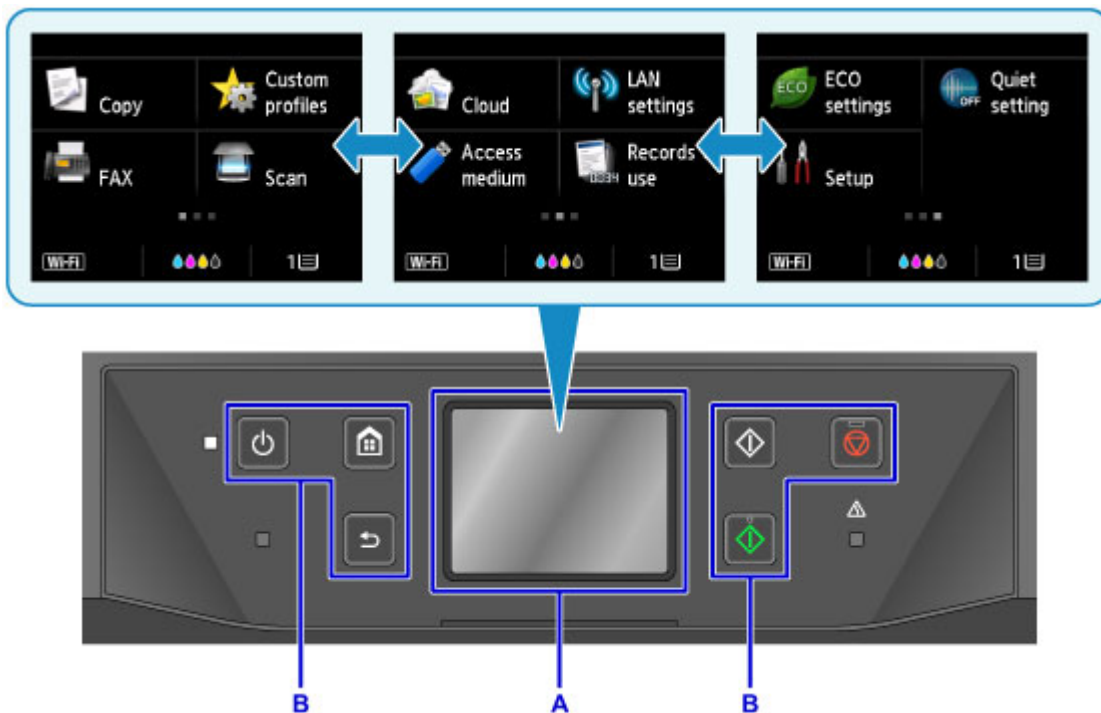 Copy
Custom
profiles
FAX
Scan
Wi-Fi
1
Cloud
LAN
settings
Access
medium
Records
use
Wi-Fi
1
ECO
ECO
settings
OFF
Quiet
setting
Setup
Wi-Fi
1
B
A
B